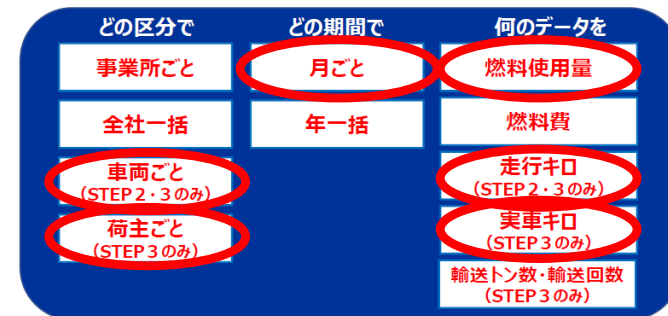 どの区分で
事業所ごと
全社一括
車両ごと
(STEP2・3のみ)
荷主ごと
(STEP3のみ)
どの期間で
月ごと
年一括
何のデータを
燃料使用量
燃料費
走行キロ
(STEP2・3のみ)
実車キロ
(STEP3のみ)
輸送トン数・輸送回数
(STEP3のみ)